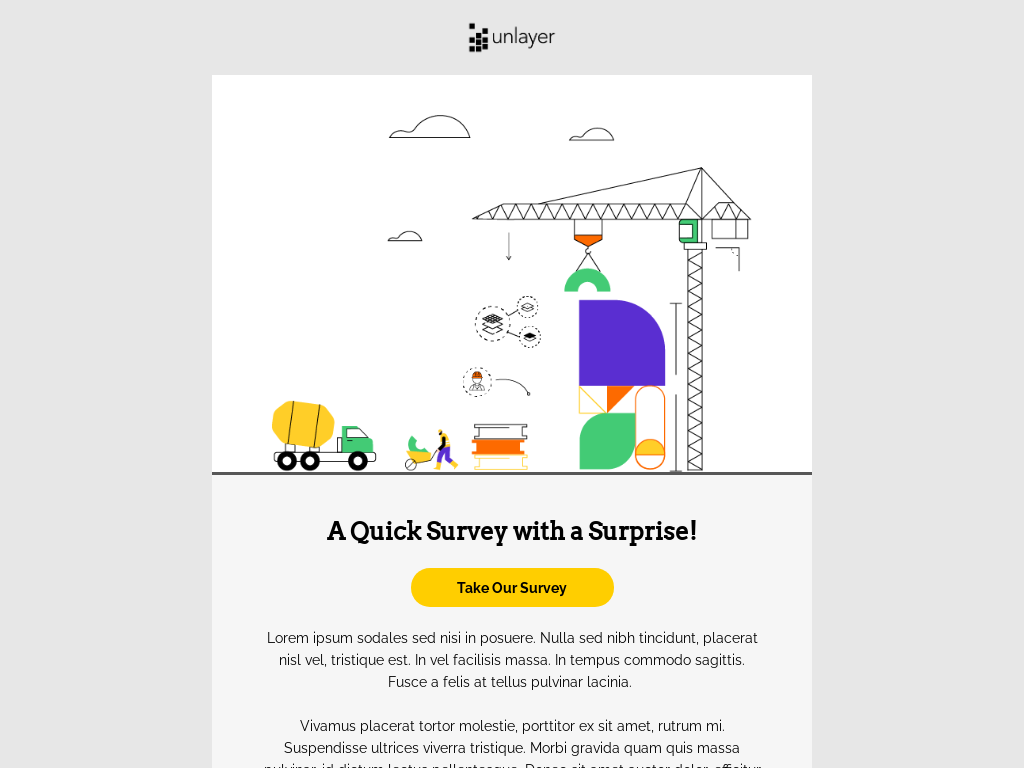 unlayer
A Quick Survey with a Surprise!
Take Our Survey
Lorem ipsum sodales sed nisi in posuere. Nulla sed nibh tincidunt, placerat
nisl vel, tristique est. In vel facilisis massa. In tempus commodo sagittis.
Fusce a felis at tellus pulvinar lacinia.
Vivamus placerat tortor molestie, porttitor ex sit amet, rutrum mi.
Suspendisse ultrices viverra tristique. Morbi gravida quam quis massa